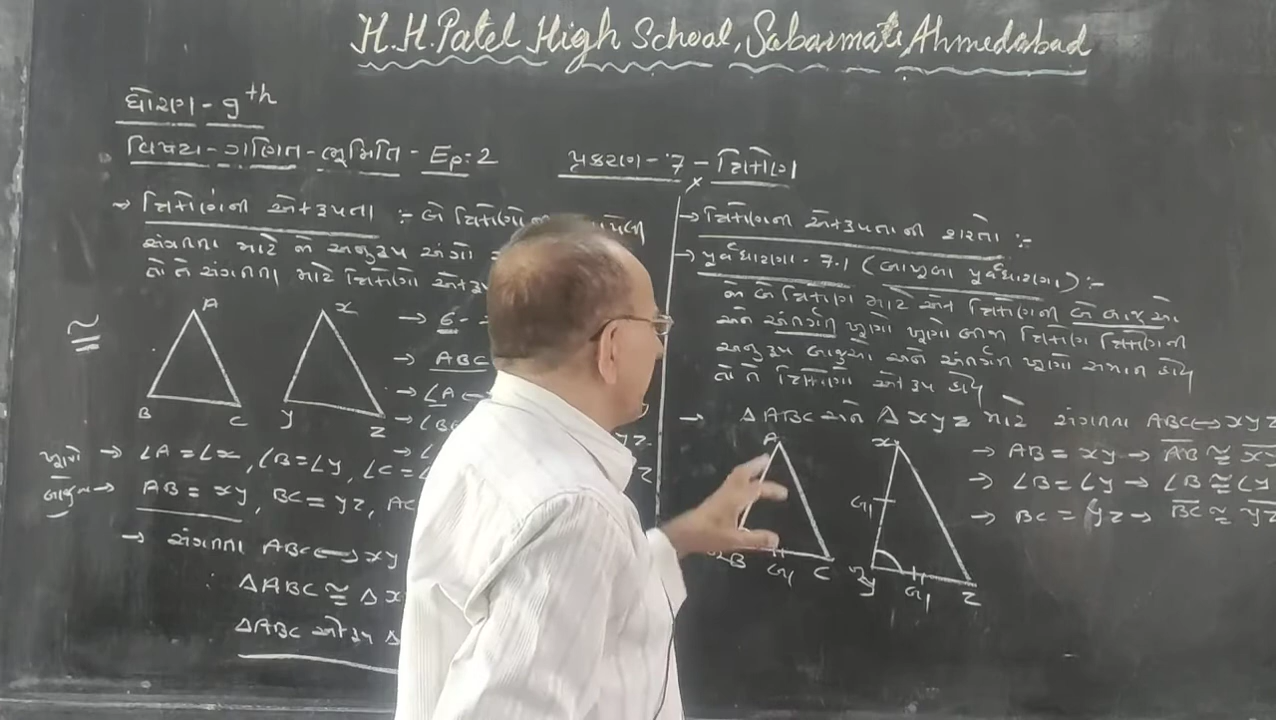 H.H.Patel High School, Sabarmati Ahmedabad
ધોરણ - 9th
વિષય - ગણિત - ભૂમિતિ - Ep:2
પ્રકરણ - 7 - ત્રિકોણ
→ ત્રિકોણની એકરૂપતા :- બે ત્રિકોણોની
સંગતતા માટે જો અનુરૂપ અંગો
તો તે સંગતતા માટે ત્રિકોણો એકરૂ
≅
A
B C
X
Y Z
→ ABC
→ ∠A
ખૂણો → ∠A = ∠X, ∠B = ∠Y, ∠C =
બાજુ → AB = XY, BC = YZ, AC
→ સંગતતા ABC ↔ XY
∴ ΔABC ≅ ΔX
ΔABC એકરૂપ Δ
→ ત્રિકોણની એકરૂપતાની શરતો :-
→ પૂર્વધારણા - 7.1 (બાખૂબા પૂર્વધારણા) :-
જો બે ત્રિકોણ માટે એક ત્રિકોણની બે બાજુઓ
અને અંતર્ગત ખૂણો બીજા ત્રિકોણની
અનુરૂપ બાજુઓ અને અંતર્ગત ખૂણો સમાન હોય
તો તે ત્રિકોણો એકરૂપ હોય
→ ΔABC અને ΔXYZ માટે સંગતતા ABC ↔ XYZ
→ AB = XY → AB ≅ XY
→ ∠B = ∠Y → ∠B ≅ ∠Y
→ BC = YZ → BC ≅ YZ
A
B બા C
X
બા
ખૂ Y બા Z